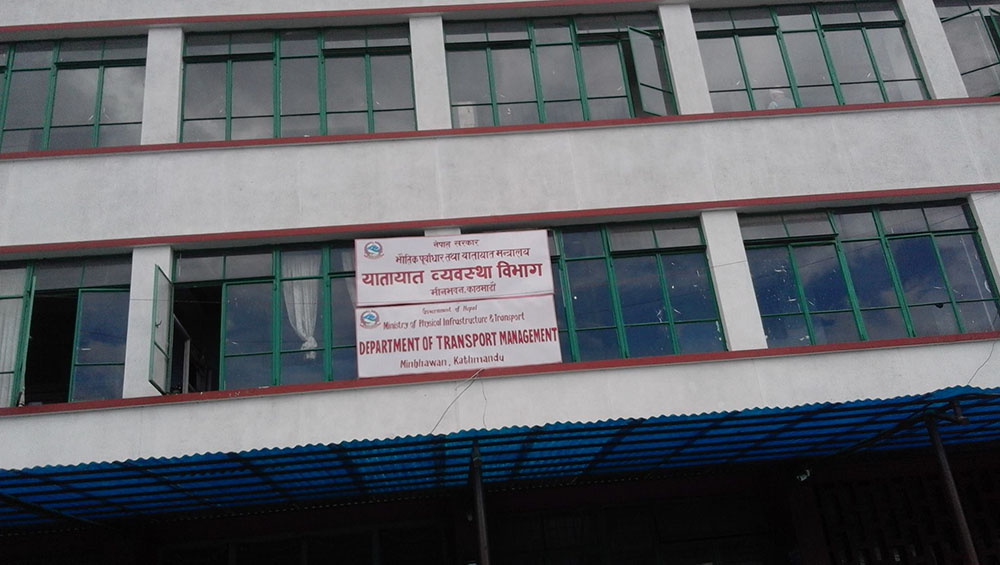 नेपाल सरकार
भौतिक पूर्वाधार तथा यातायात मन्त्रालय
यातायात व्यवस्था विभाग
मीनभवन, काठमाडौं
Government of Nepal
Ministry of Physical Infrastructure & Transport
DEPARTMENT OF TRANSPORT MANAGEMENT
Minbhawan, Kathmandu